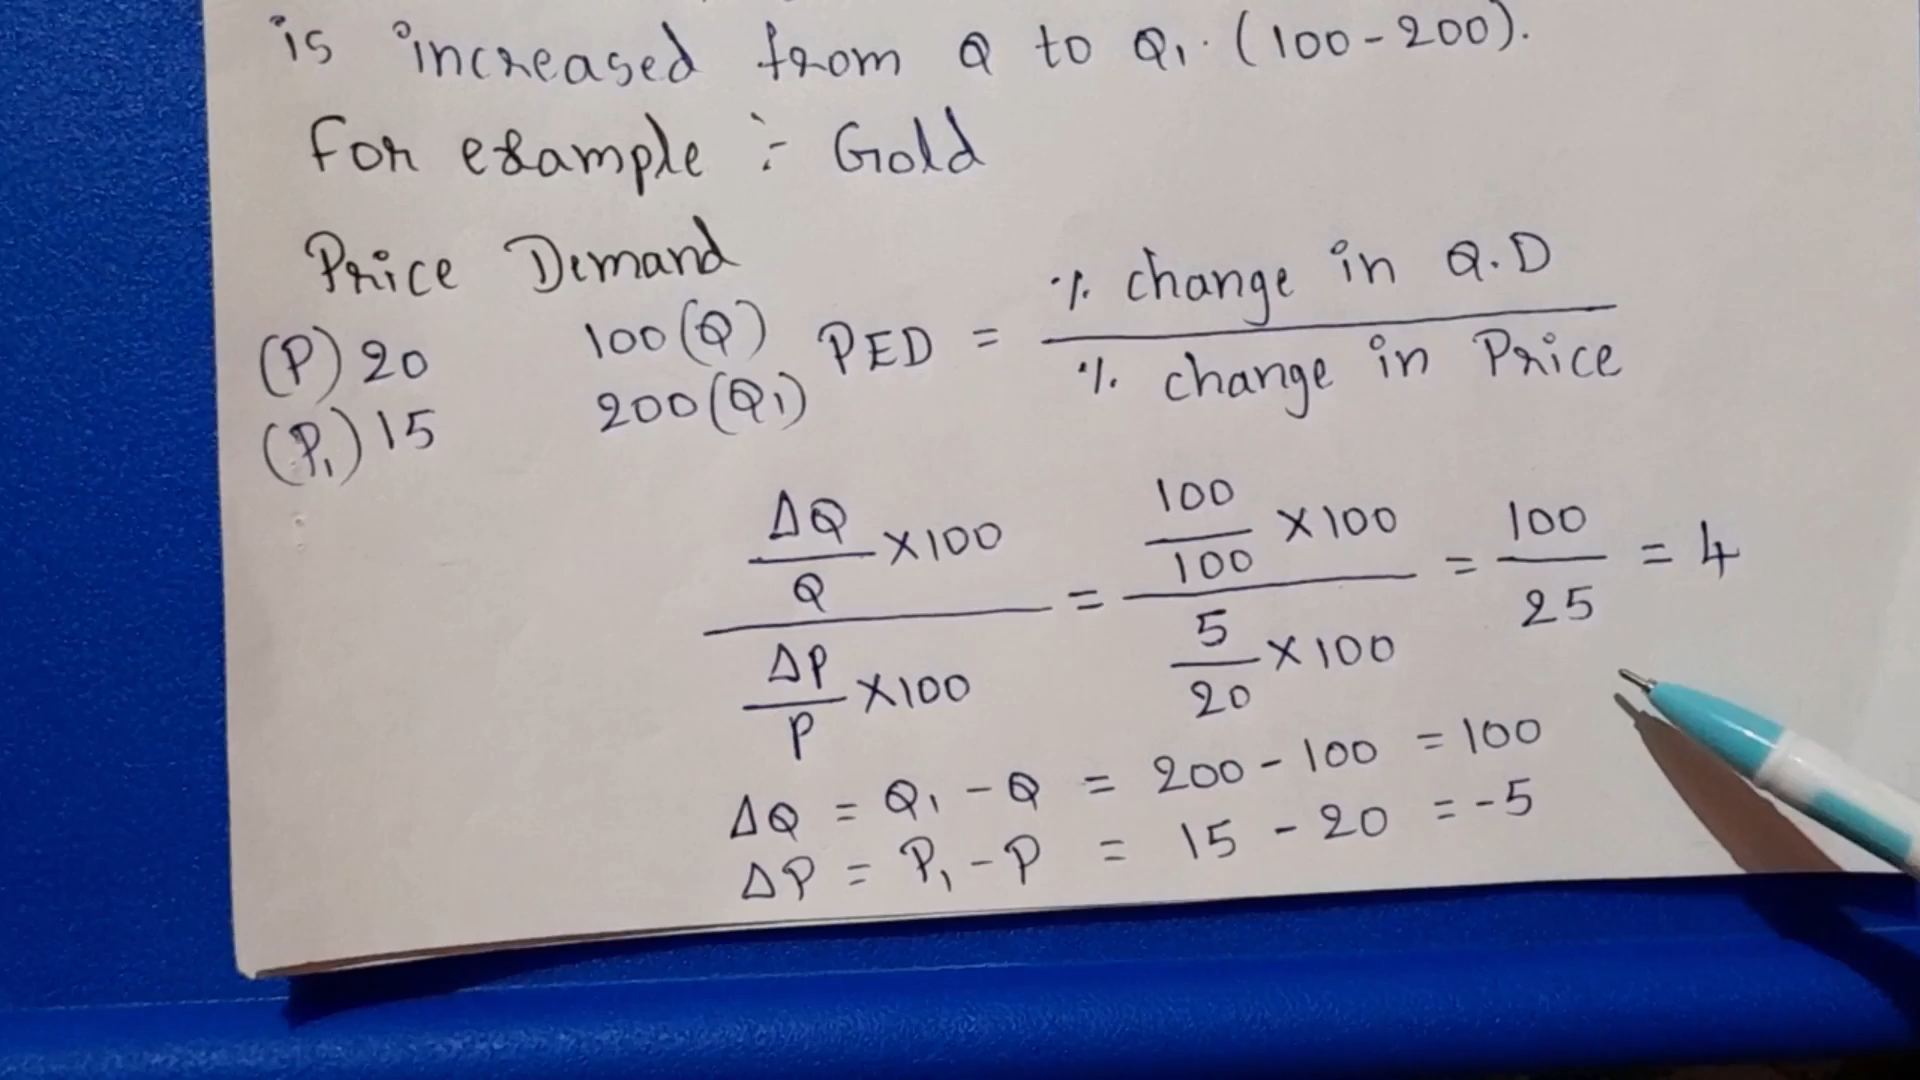 is increased from Q to Q₁. (100-200).
For example :- Gold
Price Demand
(P) 20 100(Q)
(P₁) 15 200(Q₁)
PED = % change in Q.D / % change in Price
(ΔQ/Q × 100) / (ΔP/P × 100) = (100/100 × 100) / (5/20 × 100) = 100/25 = 4
ΔQ = Q₁ - Q = 200 - 100 = 100
ΔP = P₁ - P = 15 - 20 = -5